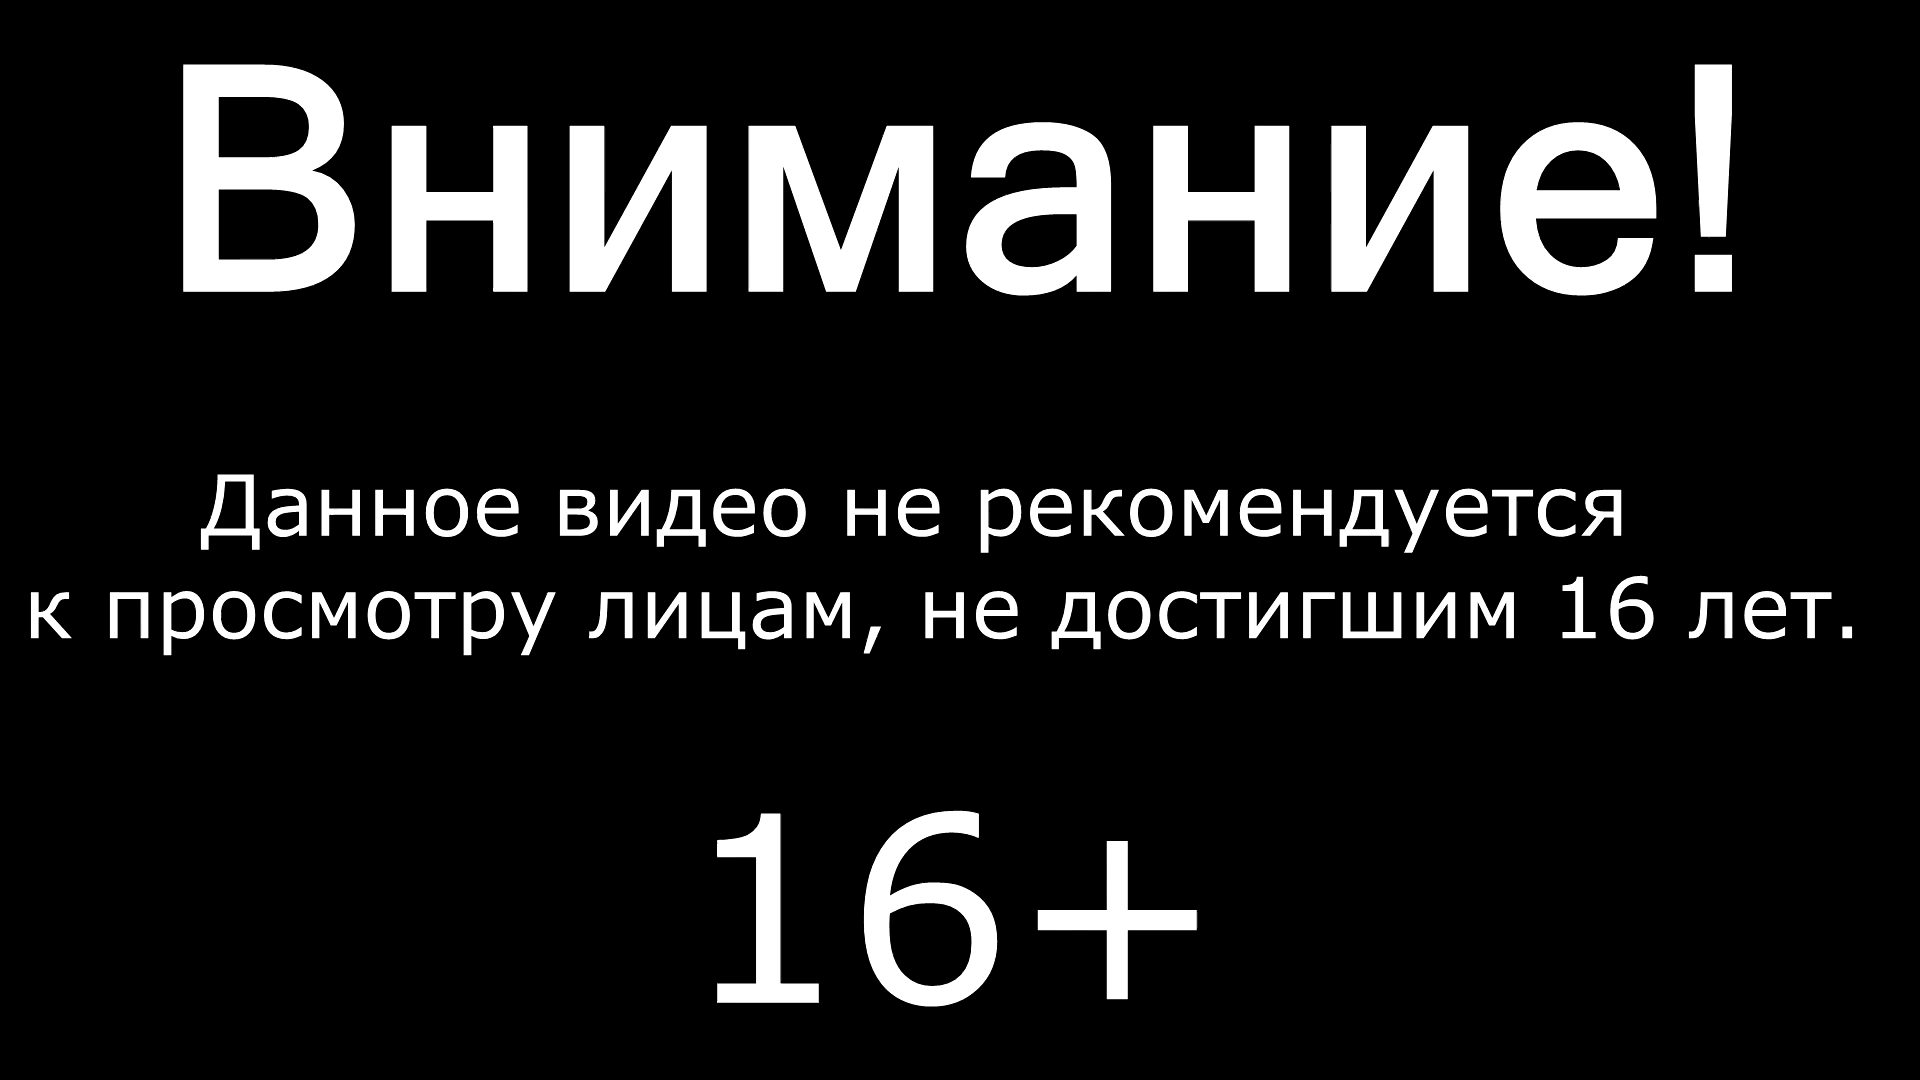 Внимание!
Данное видео не рекомендуется
к просмотру лицам, не достигшим 16 лет.
16+